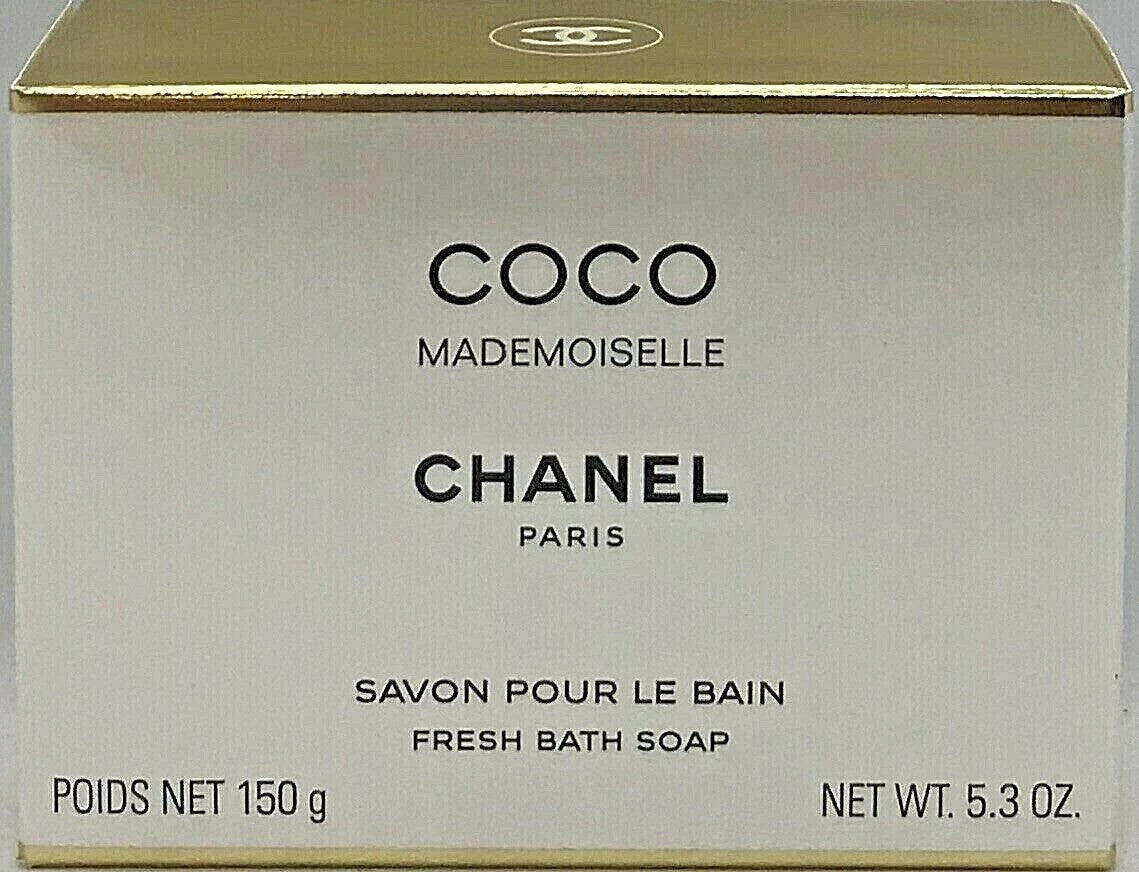 COCO
MADEMOISELLE
CHANEL
PARIS
SAVON POUR LE BAIN
FRESH BATH SOAP
POIDS NET 150 g
NET WT. 5.3 OZ.